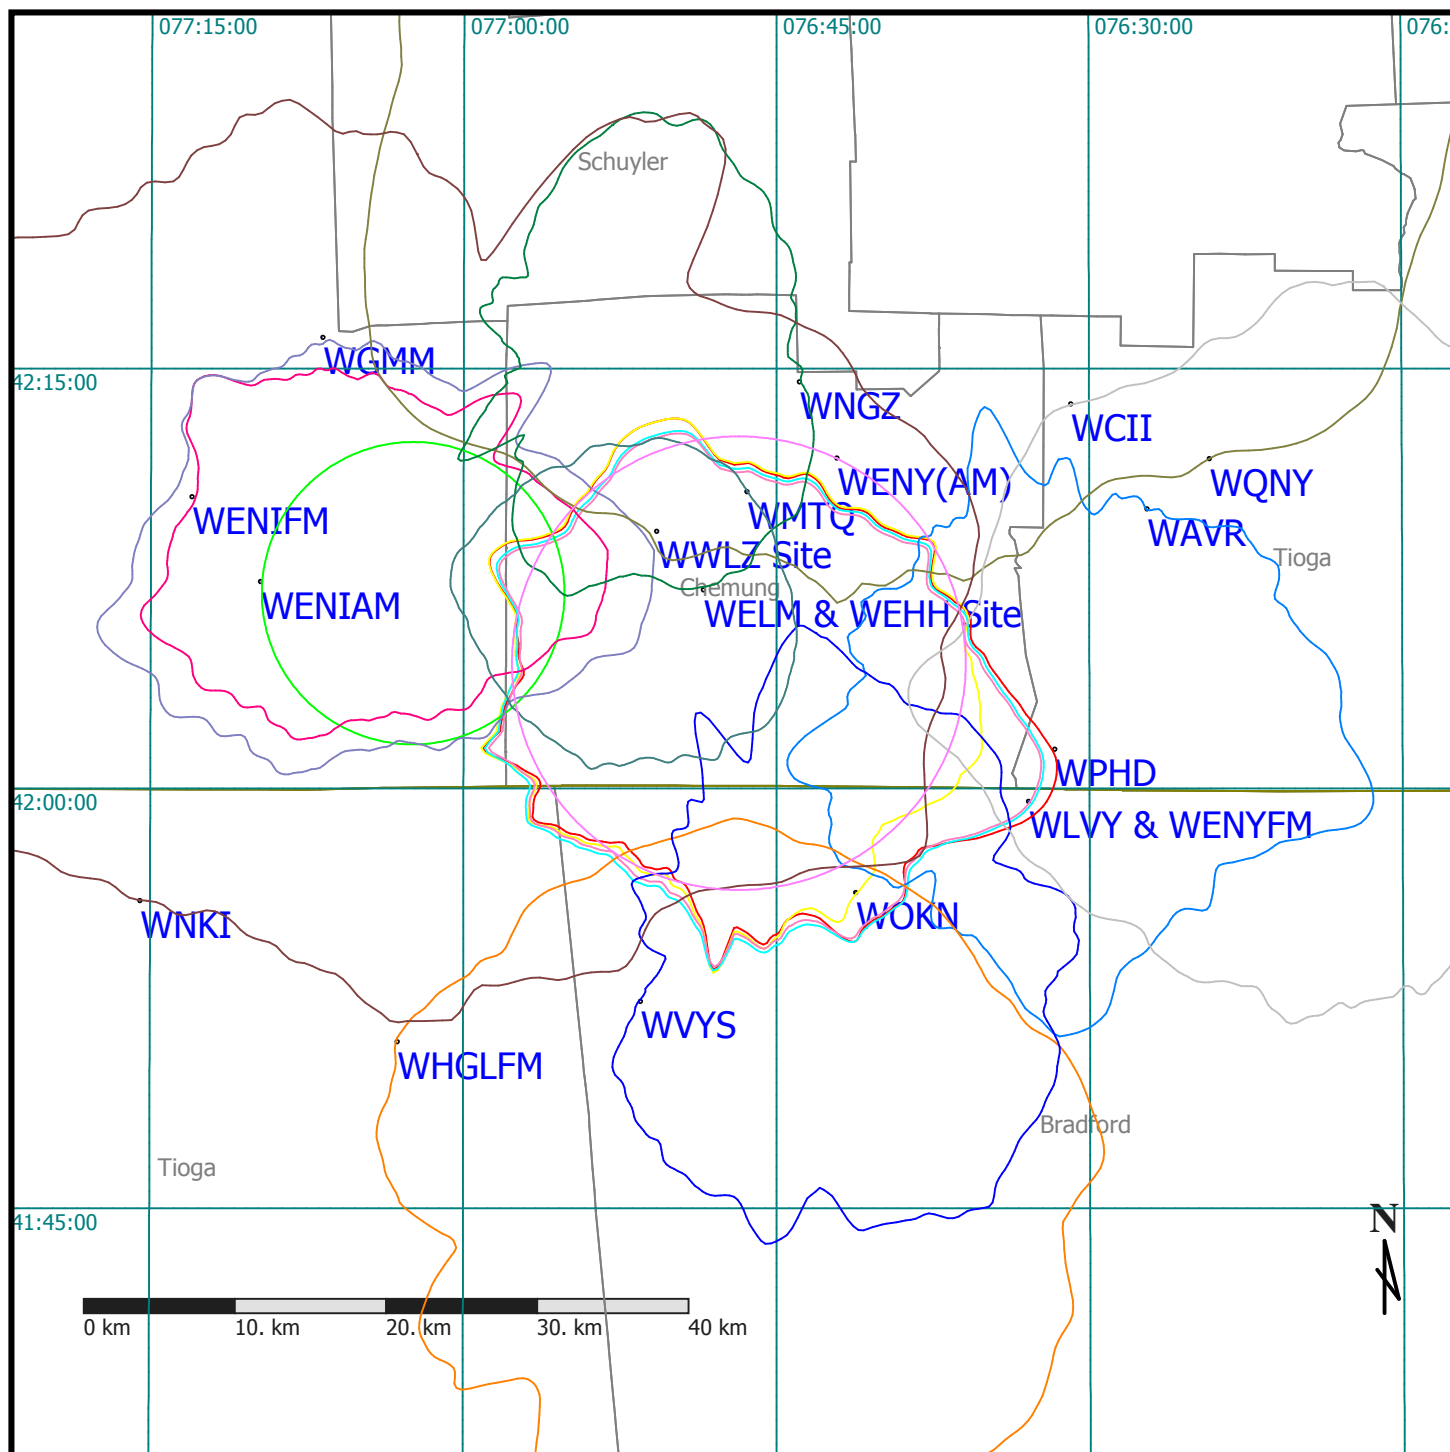 077:15:00
077:00:00
076:45:00
076:30:00
Schuyler
WGMM
42:15:00
WNGZ
WCII
WENY(AM)
WQNY
WENIFM
WMTQ
WAVR
WWLZ Site
Tioga
Chemung
WENIAM
WELM & WEHH Site
WPHD
42:00:00
WLVY & WENYFM
WNKI
WOKN
WVYS
WHGLFM
Bradford
Tioga
41:45:00
N
0 km 10. km 20. km 30. km 40 km